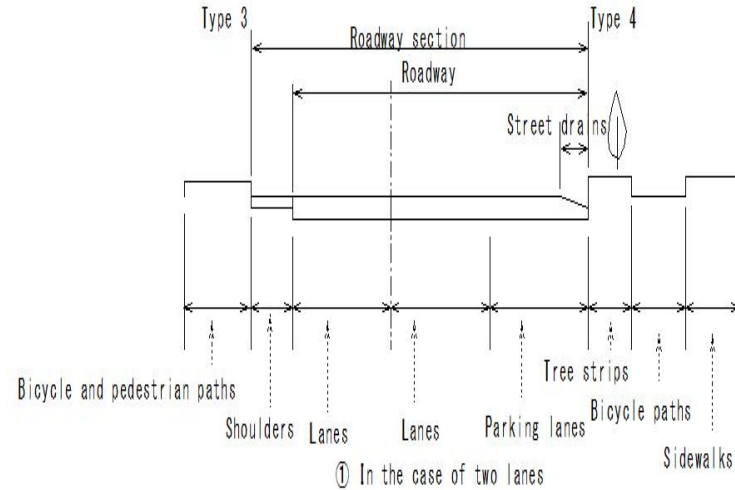 Type 3
Type 4
Roadway section
Roadway
Street drains
Tree strips
Bicycle and pedestrian paths
Bicycle paths
Shoulders
Lanes
Lanes
Parking lanes
Sidewalks
① In the case of two lanes